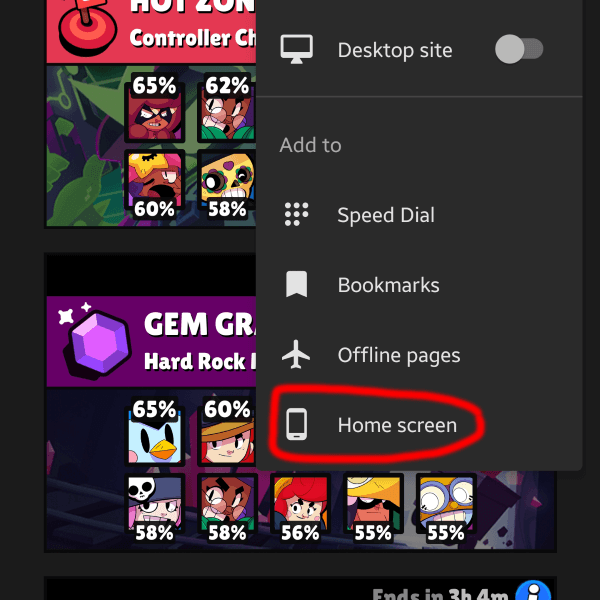 HOT ZON
Controller Ch
65% 62%
60% 58%
Desktop site
Add to
Speed Dial
Bookmarks
Offline pages
Home screen
GEM GR
Hard Rock
65% 60%
58% 58% 56% 55% 55%
Ends in 3h 4m i